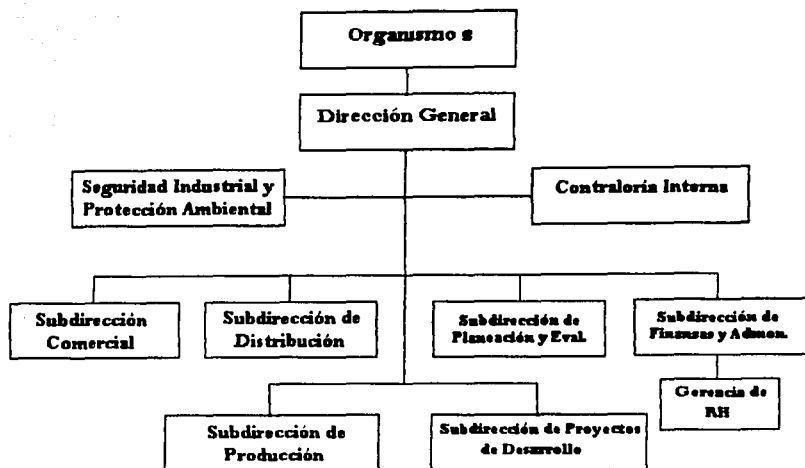 Organismo s
Dirección General
Seguridad Industrial y
Protección Ambiental
Contraloría Interna
Subdirección
Comercial
Subdirección de
Distribución
Subdirección de
Planeación y Eval.
Subdirección de
Finanzas y Admon.
Gerencia de
RH
Subdirección de
Producción
Subdirección de Proyectos
de Desarrollo